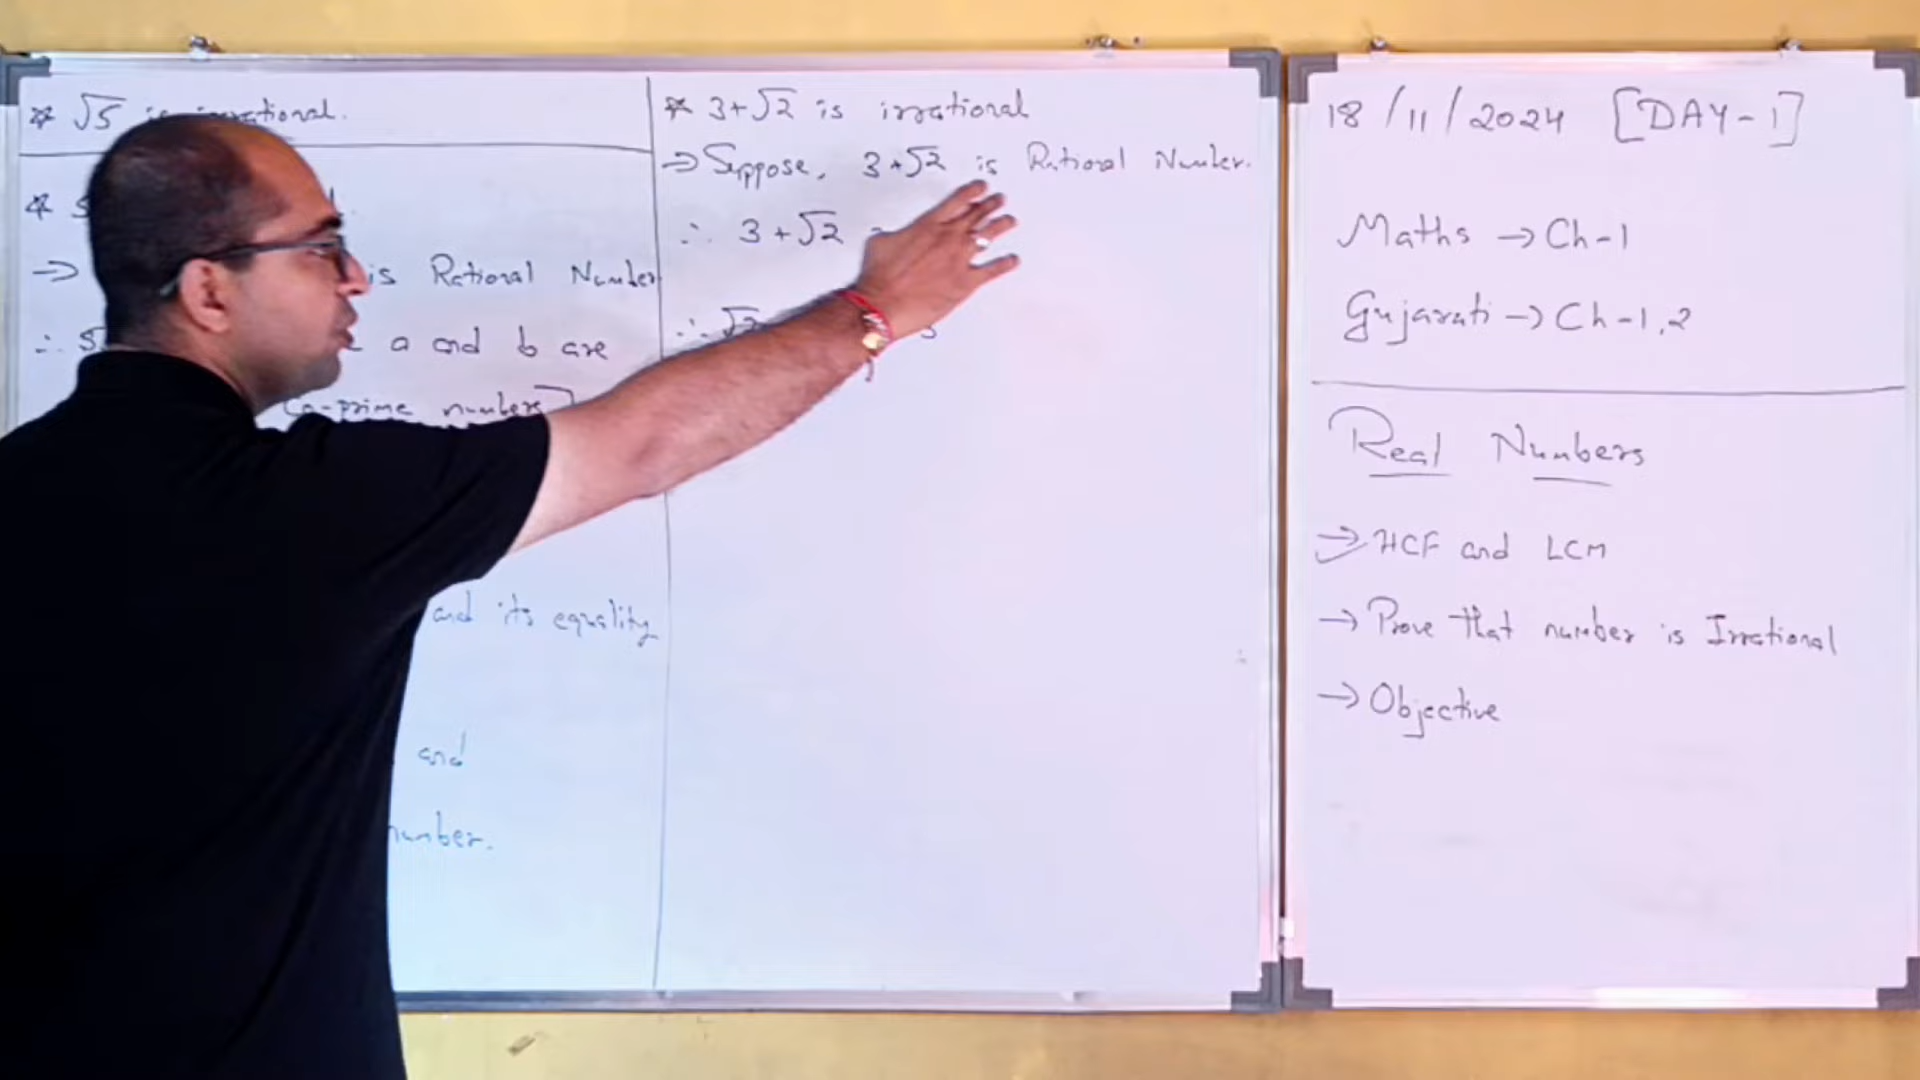 ☆ √5 is irrational.
☆ 5
→ is Rational Number
∴ 5 a and b are
Co-prime numbers]
and its equality
and
number.
☆ 3+√2 is irrational
→ Suppose, 3+√2 is Rational Number.
∴ 3+√2 =
∴ √2 3
18/11/2024 [DAY-1]
Maths → Ch-1
Gujarati → Ch-1,2
Real Numbers
→ HCF and LCM
→ Prove that number is Irrational
→ Objective